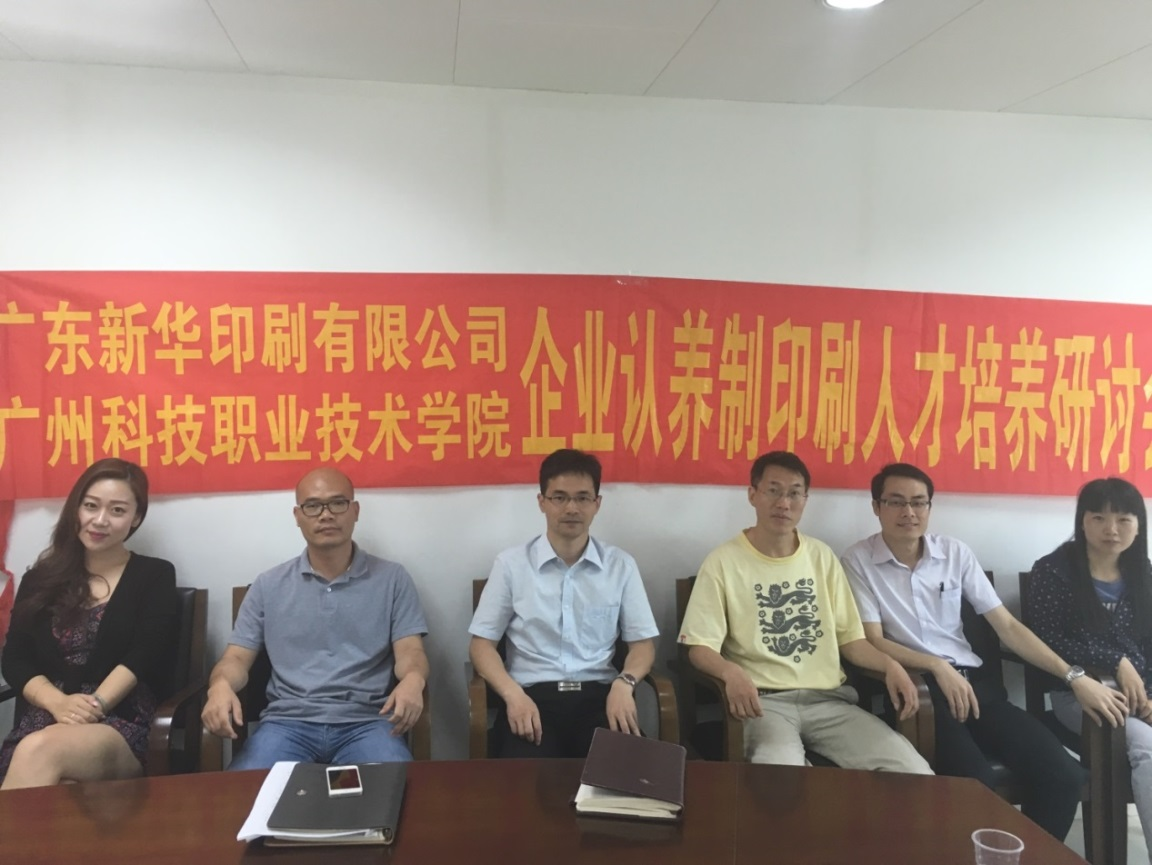 广东新华印刷有限公司
广州科技职业技术学院
企业认养制印刷人才培养研讨会